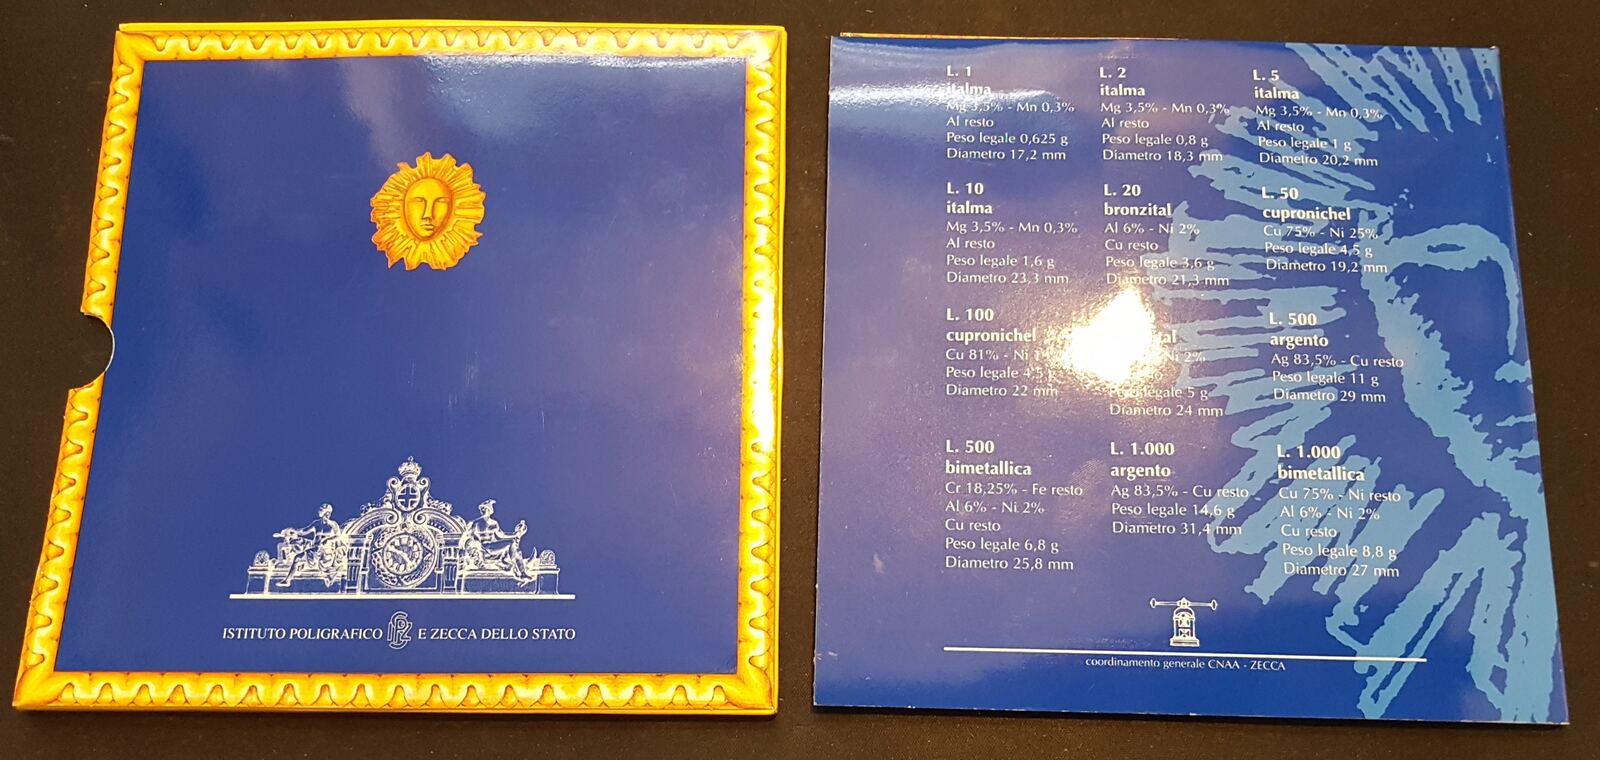 ISTITUTO POLIGRAFICO E ZECCA DELLO STATO
L. 1
italma
Mg 3,5% - Mn 0,3%
Al resto
Peso legale 0,625 g
Diametro 17,2 mm
L. 2
italma
Mg 3,5% - Mn 0,3%
Al resto
Peso legale 0,8 g
Diametro 18,3 mm
L. 5
italma
Mg 3,5% - Mn 0,3%
Al resto
Peso legale 1 g
Diametro 20,2 mm
L. 10
italma
Mg 3,5% - Mn 0,3%
Al resto
Peso legale 1,6 g
Diametro 23,3 mm
L. 20
bronzital
Al 6% - Ni 2%
Cu resto
Peso legale 3,6 g
Diametro 21,3 mm
L. 50
cupronichel
Cu 75% - Ni 25%
Peso legale 4,5 g
Diametro 19,2 mm
L. 100
cupronichel
Cu 81% - Ni
Peso legale 4,5 g
Diametro 22 mm
2%
legale 5 g
Diametro 24 mm
L. 500
argento
Ag 83,5% - Cu resto
Peso legale 11 g
Diametro 29 mm
L. 500
bimetallica
Cr 18,25% - Fe resto
Al 6% - Ni 2%
Cu resto
Peso legale 6,8 g
Diametro 25,8 mm
L. 1.000
argento
Ag 83,5% - Cu resto
Peso legale 14,6 g
Diametro 31,4 mm
L. 1.000
bimetallica
Cu 75% - Ni resto
Al 6% - Ni 2%
Cu resto
Peso legale 8,8 g
Diametro 27 mm
coordinamento generale CNAA - ZECCA